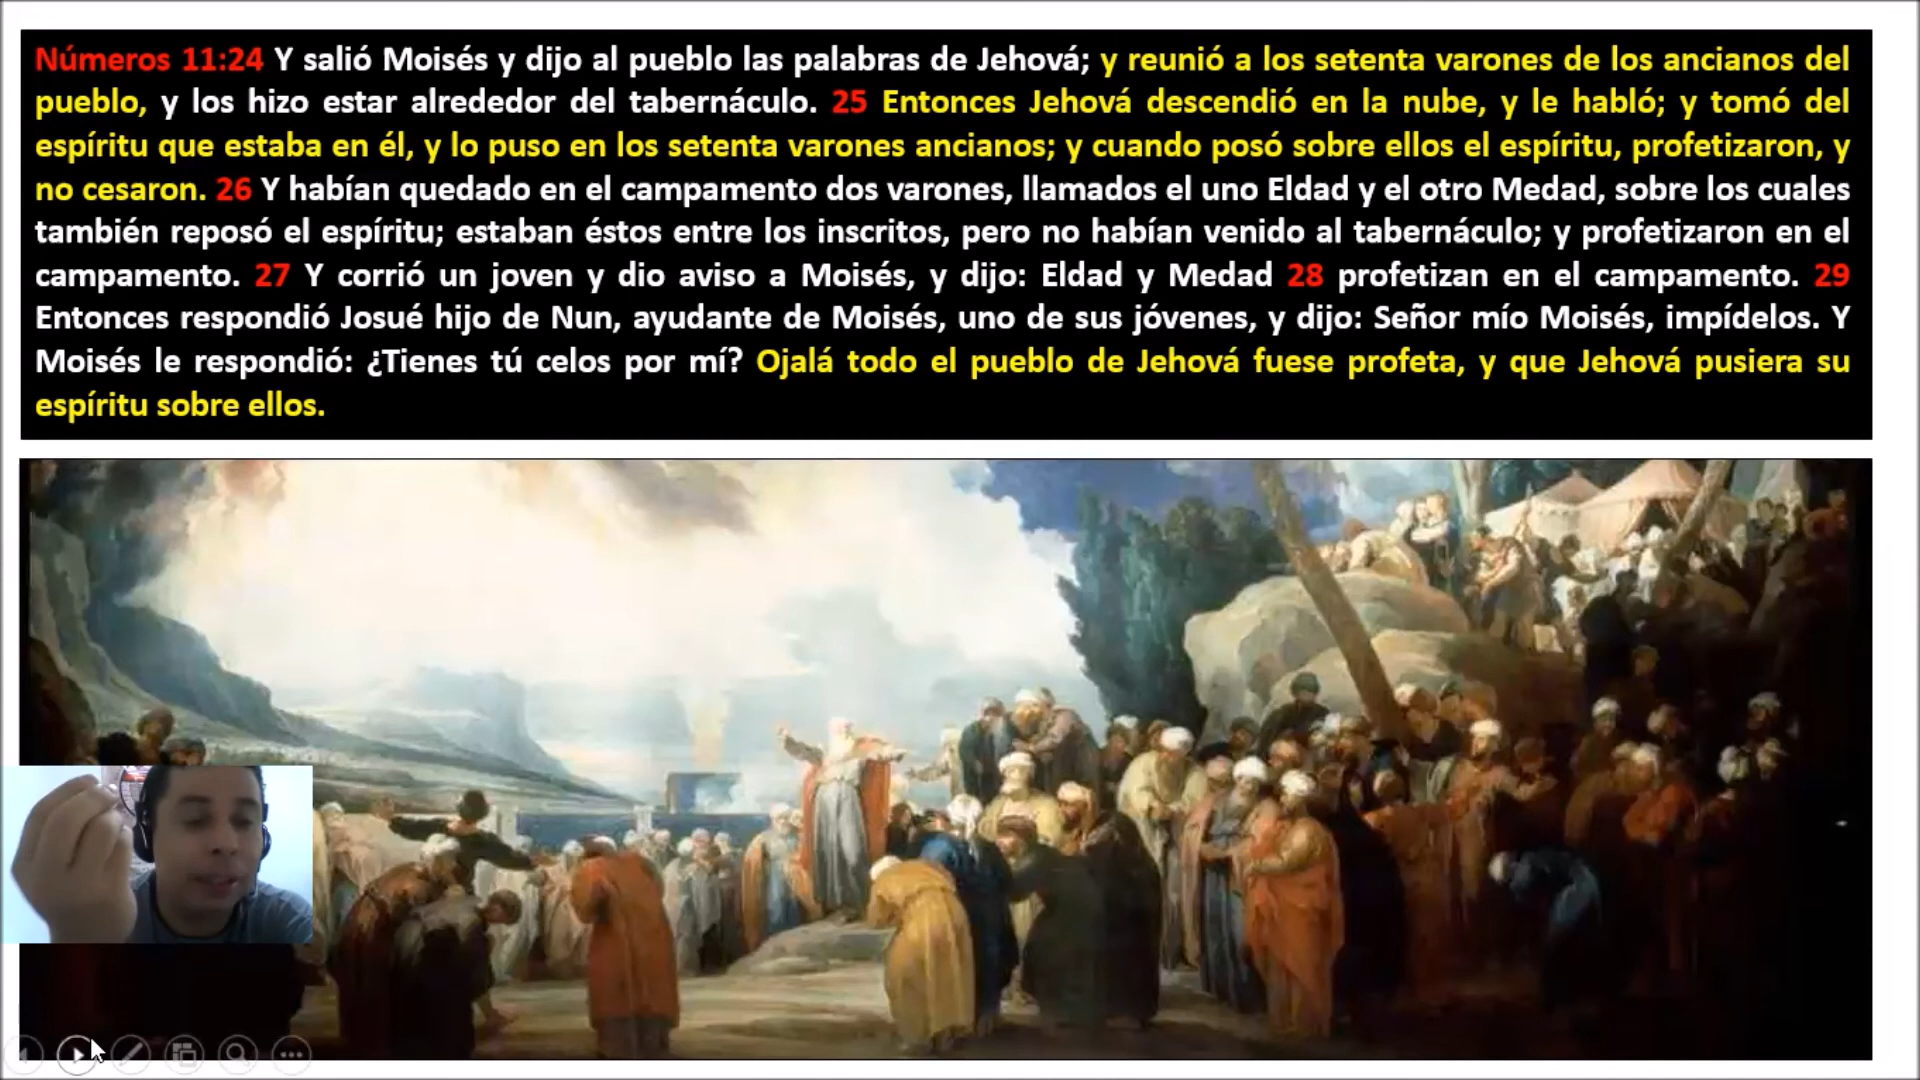 Números 11:24 Y salió Moisés y dijo al pueblo las palabras de Jehová; y reunió a los setenta varones de los ancianos del
pueblo, y los hizo estar alrededor del tabernáculo. 25 Entonces Jehová descendió en la nube, y le habló; y tomó del
espíritu que estaba en él, y lo puso en los setenta varones ancianos; y cuando posó sobre ellos el espíritu, profetizaron, y
no cesaron. 26 Y habían quedado en el campamento dos varones, llamados el uno Eldad y el otro Medad, sobre los cuales
también reposó el espíritu; estaban éstos entre los inscritos, pero no habían venido al tabernáculo; y profetizaron en el
campamento. 27 Y corrió un joven y dio aviso a Moisés, y dijo: Eldad y Medad 28 profetizan en el campamento. 29
Entonces respondió Josué hijo de Nun, ayudante de Moisés, uno de sus jóvenes, y dijo: Señor mío Moisés, impídelos. Y
Moisés le respondió: ¿Tienes tú celos por mí? Ojalá todo el pueblo de Jehová fuese profeta, y que Jehová pusiera su
espíritu sobre ellos.